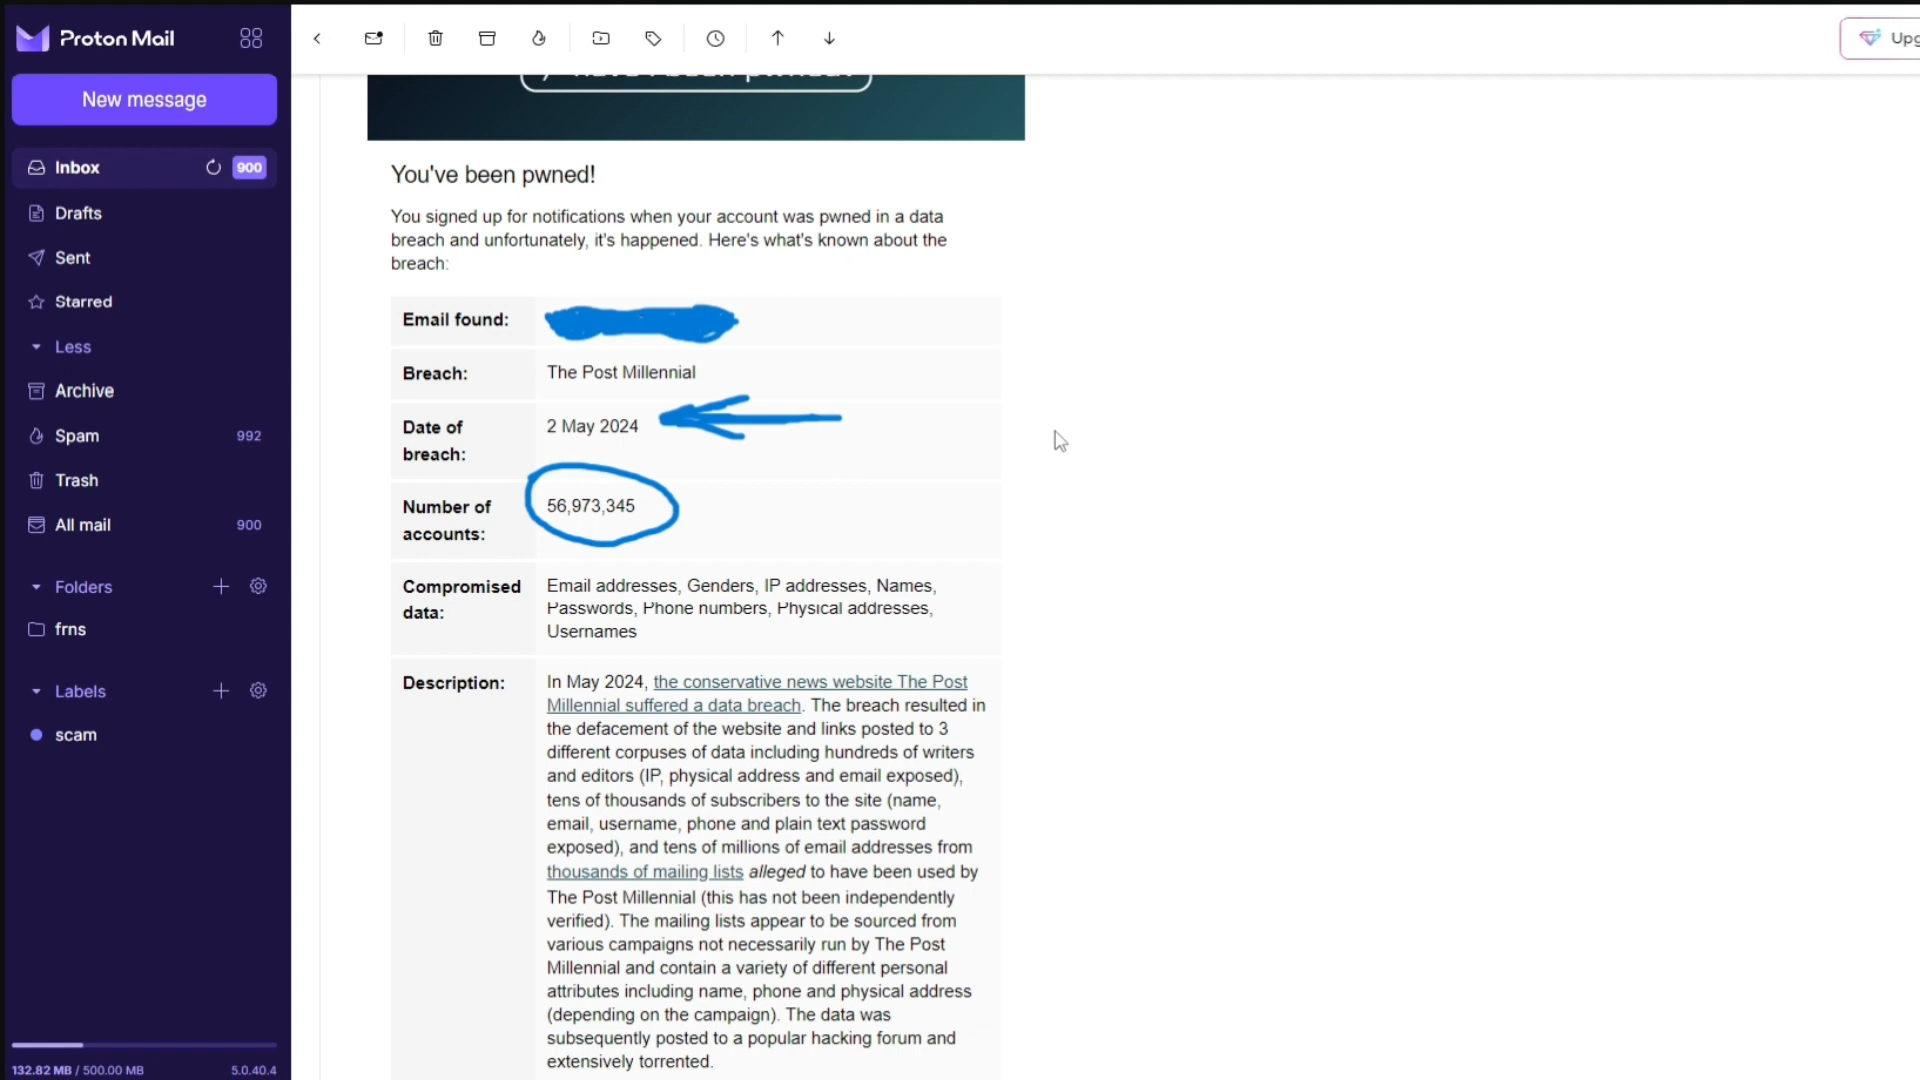 Proton Mail
New message
Inbox 900
Drafts
Sent
Starred
Less
Archive
Spam 992
Trash
All mail 900
Folders
frns
Labels
scam
132.82 MB / 500.00 MB 5.0.40.4
Upg
';--have i been pwned?
You've been pwned!
You signed up for notifications when your account was pwned in a data
breach and unfortunately, it's happened. Here's what's known about the
breach:
Email found:
Breach: The Post Millennial
Date of
breach: 2 May 2024
Number of
accounts: 56,973,345
Compromised
data: Email addresses, Genders, IP addresses, Names,
Passwords, Phone numbers, Physical addresses,
Usernames
Description: In May 2024, the conservative news website The Post
Millennial suffered a data breach. The breach resulted in
the defacement of the website and links posted to 3
different corpuses of data including hundreds of writers
and editors (IP, physical address and email exposed),
tens of thousands of subscribers to the site (name,
email, username, phone and plain text password
exposed), and tens of millions of email addresses from
thousands of mailing lists alleged to have been used by
The Post Millennial (this has not been independently
verified). The mailing lists appear to be sourced from
various campaigns not necessarily run by The Post
Millennial and contain a variety of different personal
attributes including name, phone and physical address
(depending on the campaign). The data was
subsequently posted to a popular hacking forum and
extensively torrented.